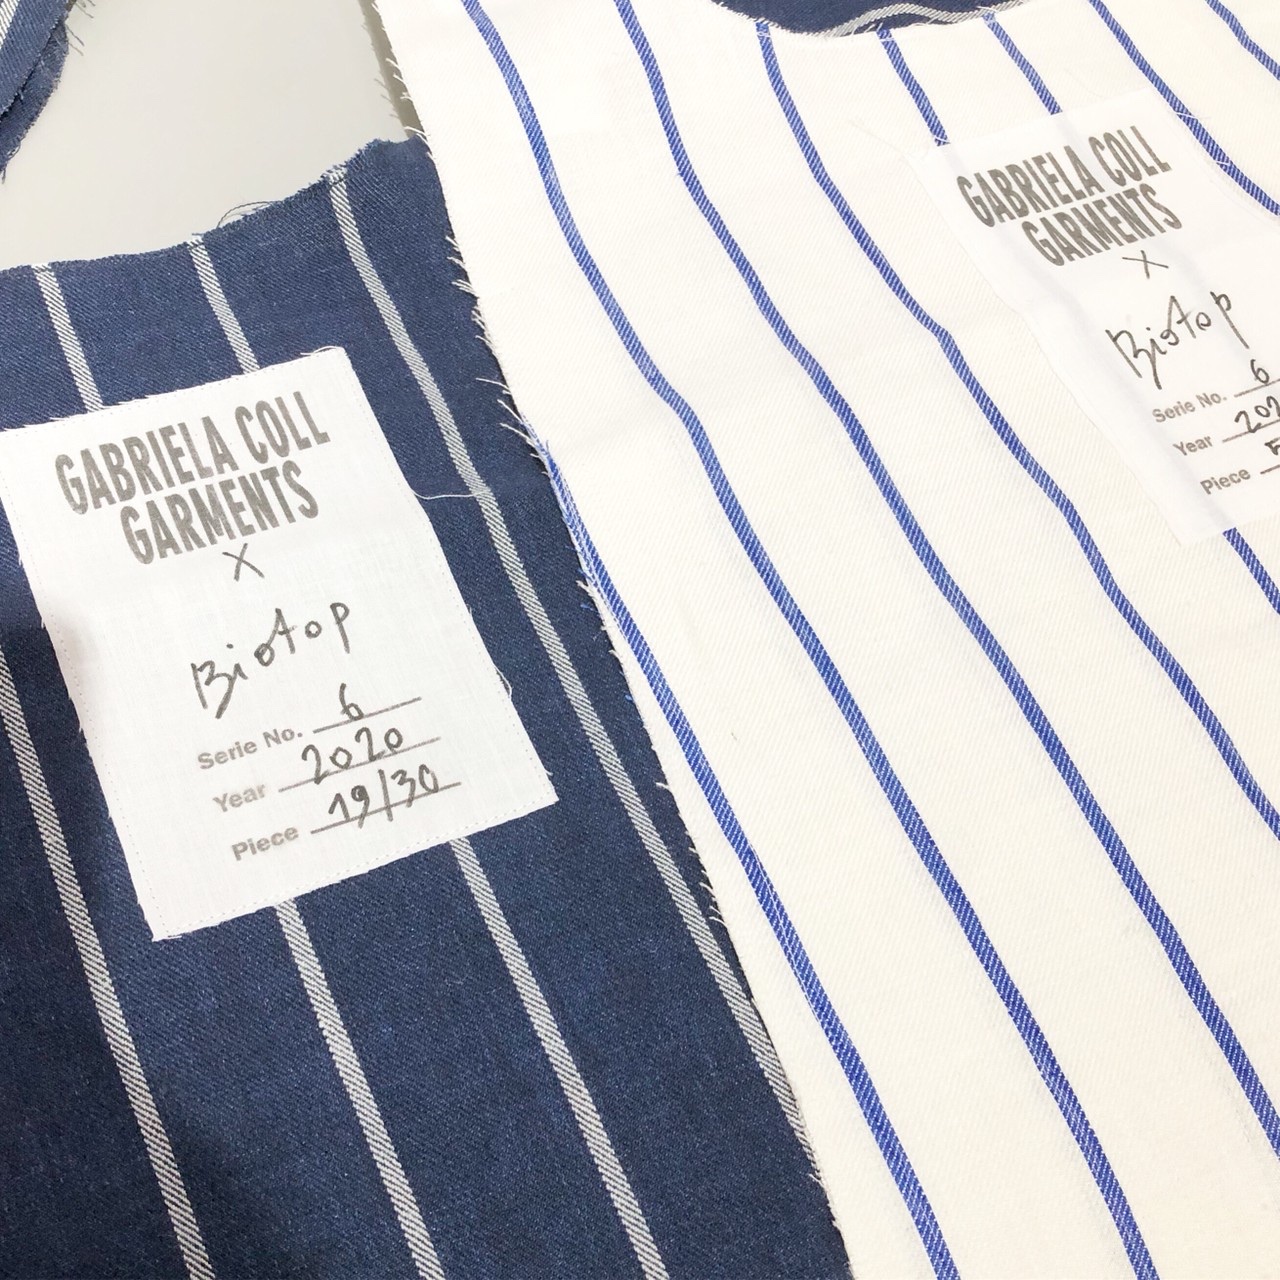 GABRIELA COLL
GARMENTS
X
Biotop
Serie No. 6
Year 2020
Piece 19/30
GABRIELA COLL
GARMENTS
X
Biotop
Serie No. 6
Year
Piece